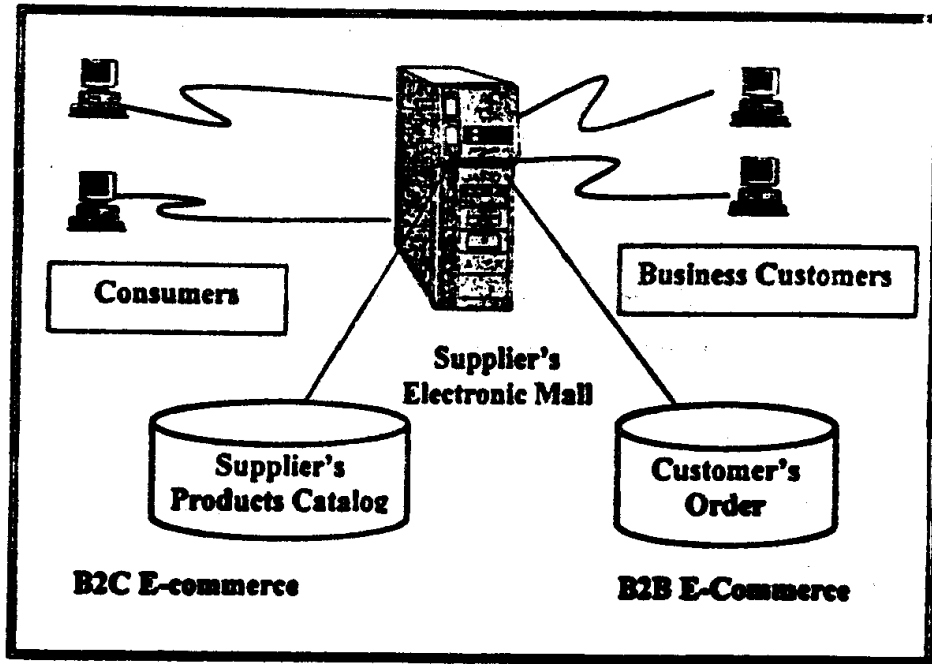 Consumers
Business Customers
Supplier's
Electronic Mall
Supplier's
Products Catalog
Customer's
Order
B2C E-commerce
B2B E-Commerce